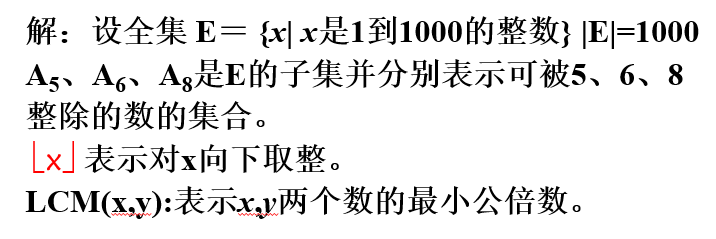 解：设全集 E＝ {x| x是1到1000的整数} |E|=1000
A₅、A₆、A₈是E的子集并分别表示可被5、6、8
整除的数的集合。
⌊x⌋ 表示对x向下取整。
LCM(x,y):表示x,y两个数的最小公倍数。